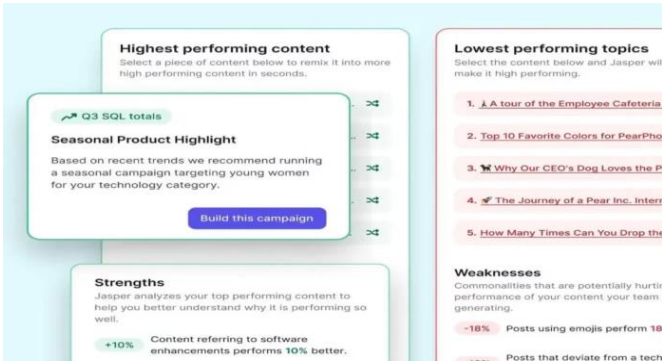 Highest performing content
Select a piece of content below to remix it into more
high performing content in seconds.
Q3 SQL totals
Seasonal Product Highlight
Based on recent trends we recommend running
a seasonal campaign targeting young women
for your technology category.
Build this campaign
Strengths
Jasper analyzes your top performing content to
help you better understand why it is performing so
well.
+10% Content referring to software
enhancements performs 10% better.
Lowest performing topics
Select the content below and Jasper wil
make it high performing.
1. A tour of the Employee Cafeteria
2. Top 10 Favorite Colors for PearPho
3. Why Our CEO's Dog Loves the P
4. The Journey of a Pear Inc. Intern
5. How Many Times Can You Drop the
Weaknesses
Commonalities that are potentially hurtin
performance of your content your team
generating.
-18% Posts using emojis perform 18
Posts that deviate from a tech